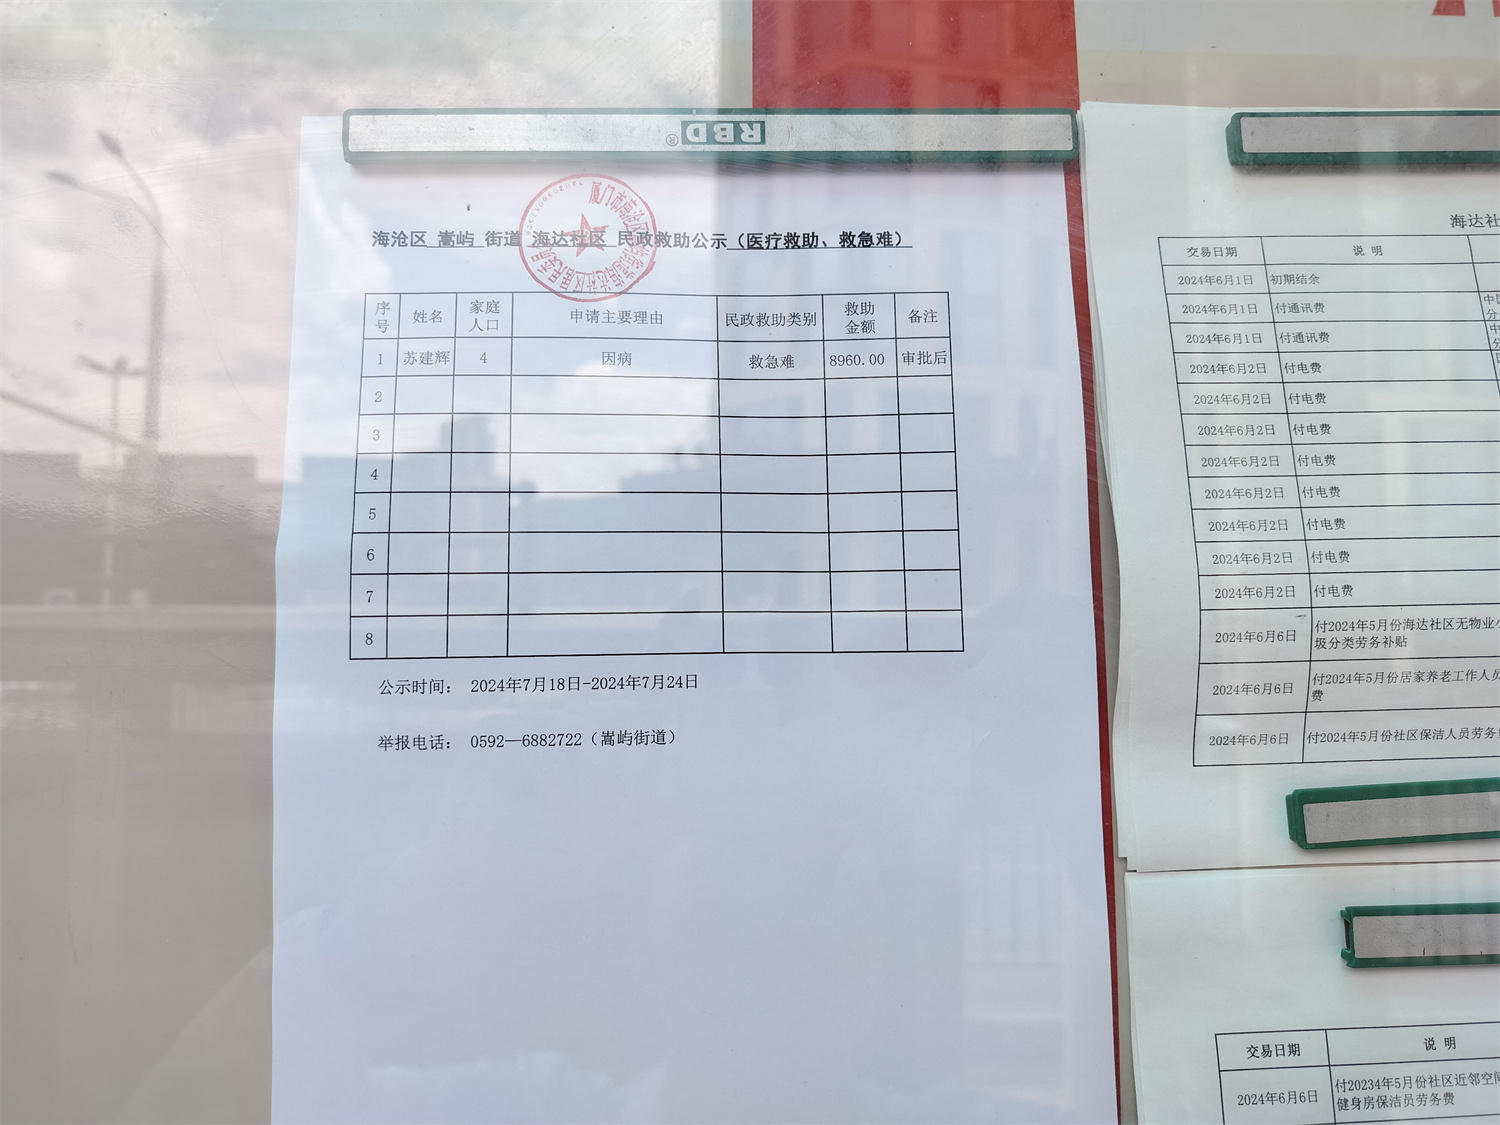 RBD®
海沧区 嵩屿 街道 海达社区 民政救助公示（医疗救助、救急难）
序号 姓名 家庭人口 申请主要理由 民政救助类别 救助金额 备注
1 苏建辉 4 因病 救急难 8960.00 审批后
2
3
4
5
6
7
8
公示时间： 2024年7月18日-2024年7月24日
举报电话： 0592—6882722（嵩屿街道）
海达社
交易日期 说 明
2024年6月1日 初期结余
2024年6月1日 付通讯费
2024年6月1日 付通讯费
2024年6月2日 付电费
2024年6月2日 付电费
2024年6月2日 付电费
2024年6月2日 付电费
2024年6月2日 付电费
2024年6月2日 付电费
2024年6月2日 付电费
2024年6月2日 付电费
2024年6月6日 付2024年5月份海达社区无物业小
圾分类劳务补贴
2024年6月6日 付2024年5月份居家养老工作人员
费
2024年6月6日 付2024年5月份社区保洁人员劳务
交易日期 说 明
2024年6月6日 付20234年5月份社区近邻空间
健身房保洁员劳务费